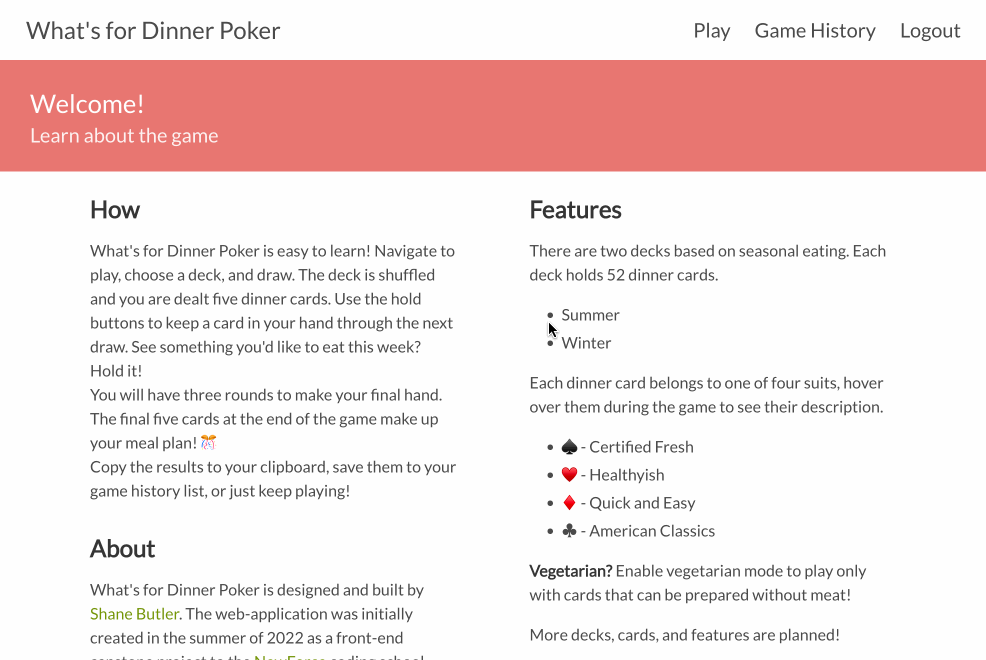 What's for Dinner Poker
Play Game History Logout
Welcome!
Learn about the game
How
What's for Dinner Poker is easy to learn! Navigate to
play, choose a deck, and draw. The deck is shuffled
and you are dealt five dinner cards. Use the hold
buttons to keep a card in your hand through the next
draw. See something you'd like to eat this week?
Hold it!
You will have three rounds to make your final hand.
The final five cards at the end of the game make up
your meal plan! 🎊
Copy the results to your clipboard, save them to your
game history list, or just keep playing!
About
What's for Dinner Poker is designed and built by
Shane Butler. The web-application was initially
created in the summer of 2022 as a front-end
Features
There are two decks based on seasonal eating. Each
deck holds 52 dinner cards.
• Summer
• Winter
Each dinner card belongs to one of four suits, hover
over them during the game to see their description.
• ♠ - Certified Fresh
• ♥ - Healthyish
• ♦ - Quick and Easy
• ♣ - American Classics
Vegetarian? Enable vegetarian mode to play only
with cards that can be prepared without meat!
More decks, cards, and features are planned!